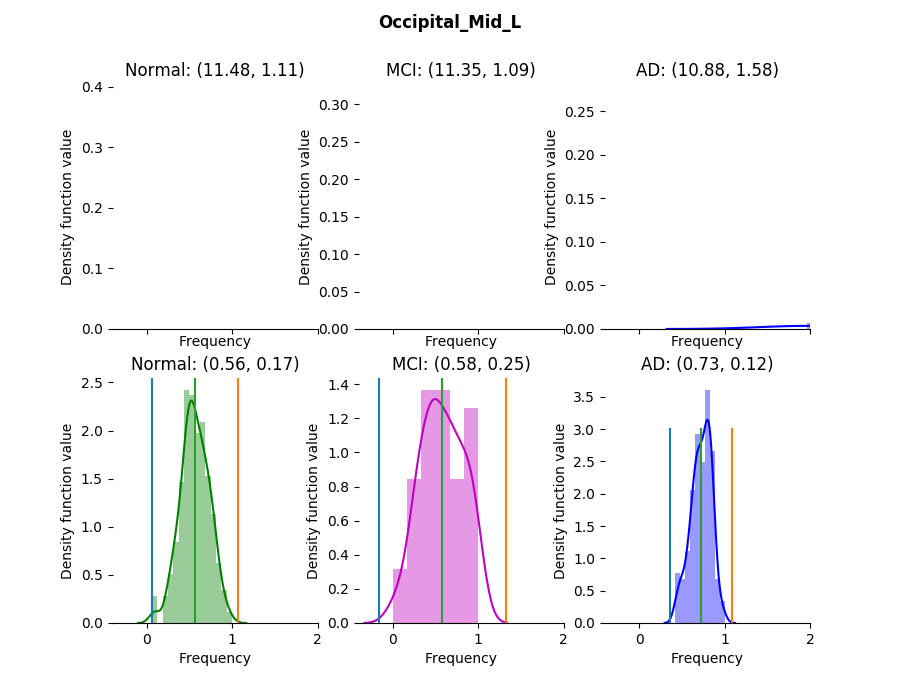 Occipital_Mid_L
Normal: (11.48, 1.11)
0.4
0.3
0.2
0.1
0.0
Density function value
Frequency
MCI: (11.35, 1.09)
0.30
0.25
0.20
0.15
0.10
0.05
0.00
Density function value
Frequency
AD: (10.88, 1.58)
0.25
0.20
0.15
0.10
0.05
0.00
Density function value
Frequency
Normal: (0.56, 0.17)
2.5
2.0
1.5
1.0
0.5
0.0
Density function value
0 1 2
Frequency
MCI: (0.58, 0.25)
1.4
1.2
1.0
0.8
0.6
0.4
0.2
0.0
Density function value
0 1 2
Frequency
AD: (0.73, 0.12)
3.5
3.0
2.5
2.0
1.5
1.0
0.5
0.0
Density function value
0 1 2
Frequency